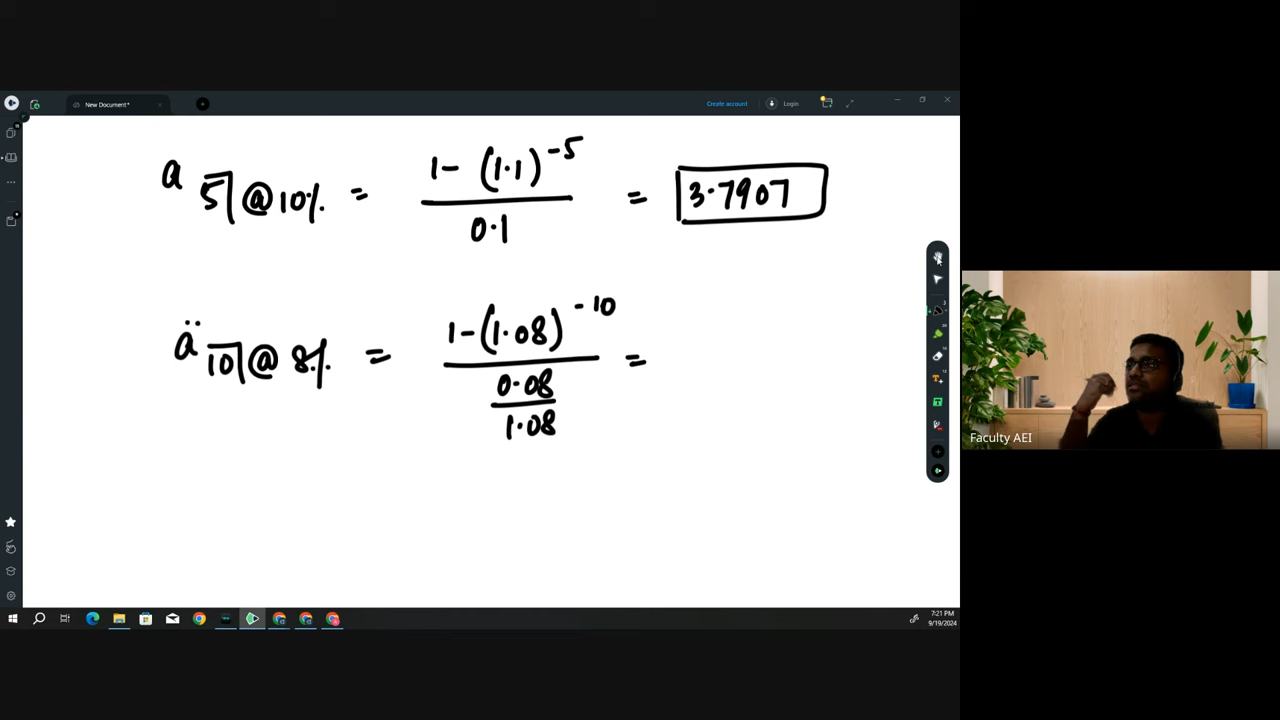 New Document*
Create account
Login
a 5| @ 10% = 1 - (1.1)^-5 / 0.1 = 3.7907
ä 10| @ 8% = 1 - (1.08)^-10 / (0.08 / 1.08) =
Faculty AEI
7:21 PM
9/19/2024